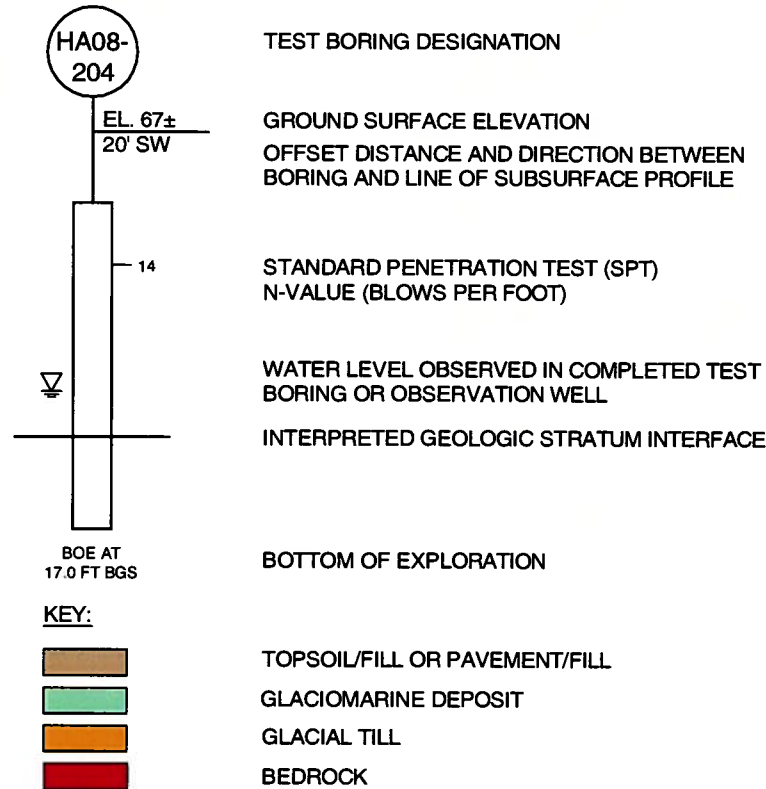 HA08-
204
TEST BORING DESIGNATION
EL. 67±
20' SW
GROUND SURFACE ELEVATION
OFFSET DISTANCE AND DIRECTION BETWEEN
BORING AND LINE OF SUBSURFACE PROFILE
14
STANDARD PENETRATION TEST (SPT)
N-VALUE (BLOWS PER FOOT)
WATER LEVEL OBSERVED IN COMPLETED TEST
BORING OR OBSERVATION WELL
INTERPRETED GEOLOGIC STRATUM INTERFACE
BOE AT
17.0 FT BGS
BOTTOM OF EXPLORATION
KEY:
TOPSOIL/FILL OR PAVEMENT/FILL
GLACIOMARINE DEPOSIT
GLACIAL TILL
BEDROCK